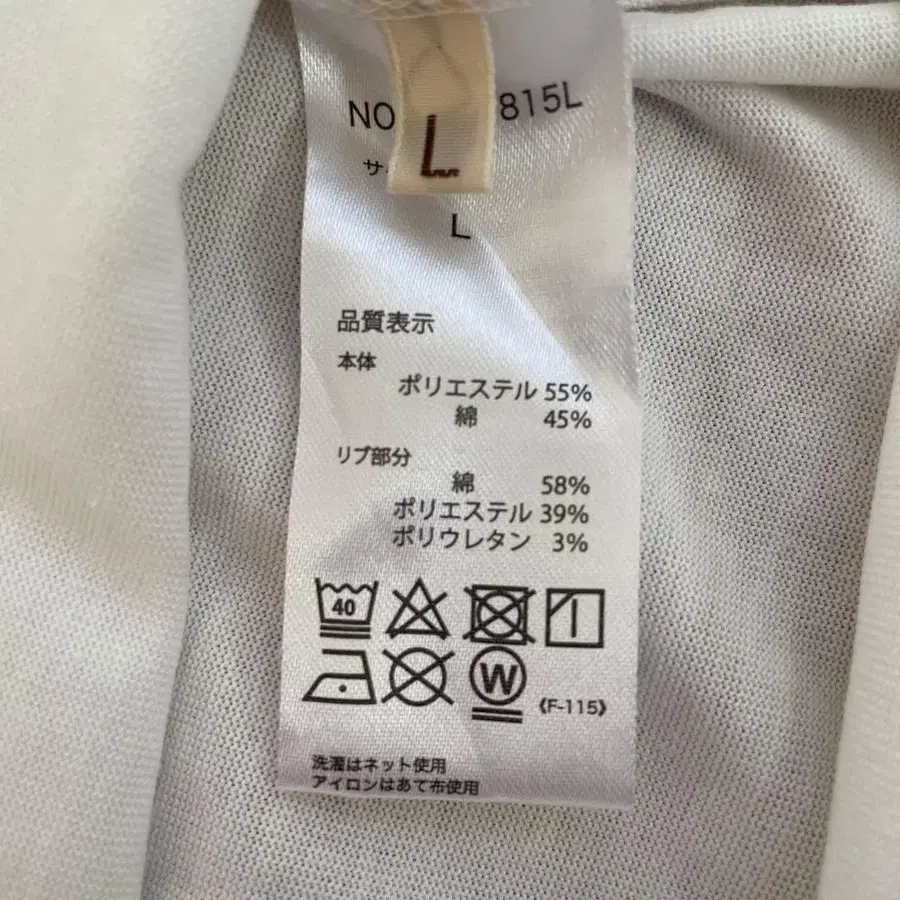 NO 815L
L
サ
L
品質表示
本体
ポリエステル 55%
綿 45%
リブ部分
綿 58%
ポリエステル 39%
ポリウレタン 3%
40
W
《F-115》
洗濯はネット使用
アイロンはあて布使用